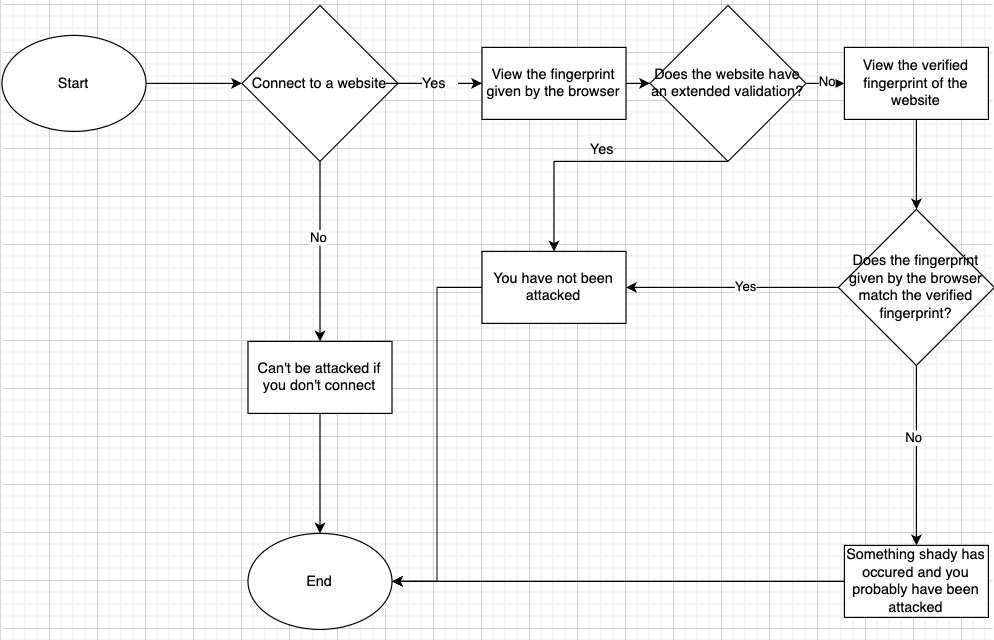 Start
Connect to a website
Yes
View the fingerprint
given by the browser
Does the website have
an extended validation?
No
View the verified
fingerprint of the
website
Yes
No
You have not been
attacked
Yes
Does the fingerprint
given by the browser
match the verified
fingerprint?
Can't be attacked if
you don't connect
No
End
Something shady has
occured and you
probably have been
attacked